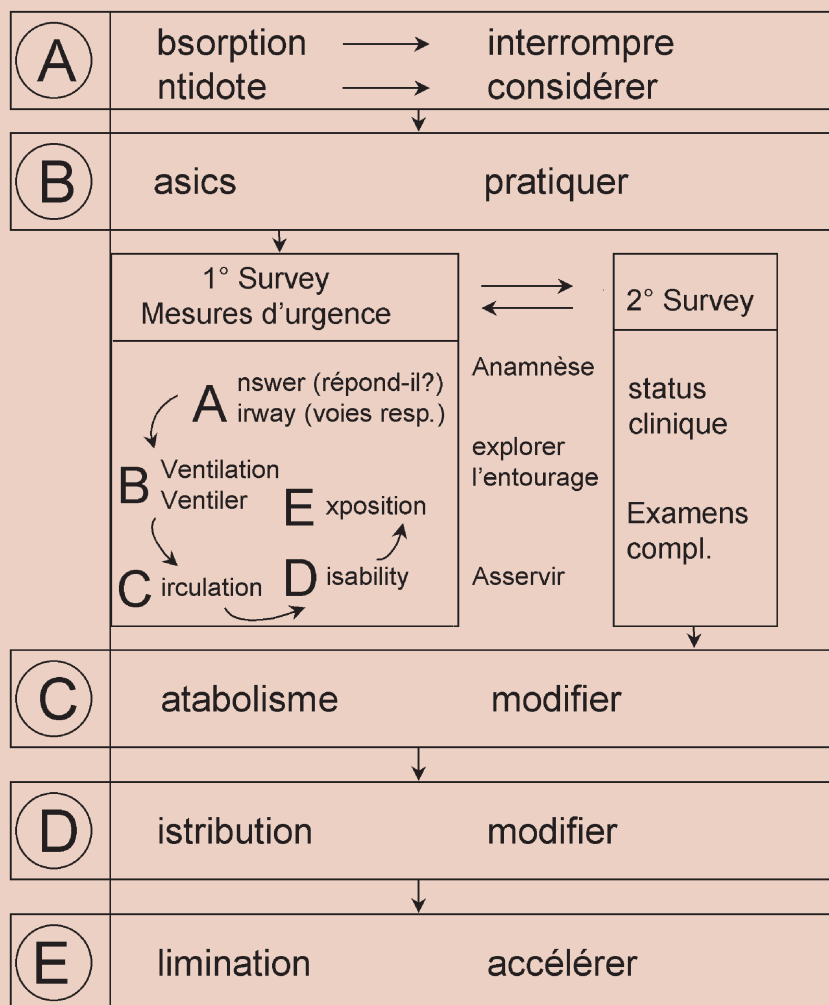 A
bsorption → interrompre
ntidote → considérer
B
asics pratiquer
1° Survey
Mesures d’urgence
A nswer (répond-il?)
irway (voies resp.)
B Ventilation
Ventiler
C irculation
D isability
E xposition
Anamnèse
explorer
l’entourage
Asservir
2° Survey
status
clinique
Examens
compl.
C
atabolisme modifier
D
istribution modifier
E
limination accélérer